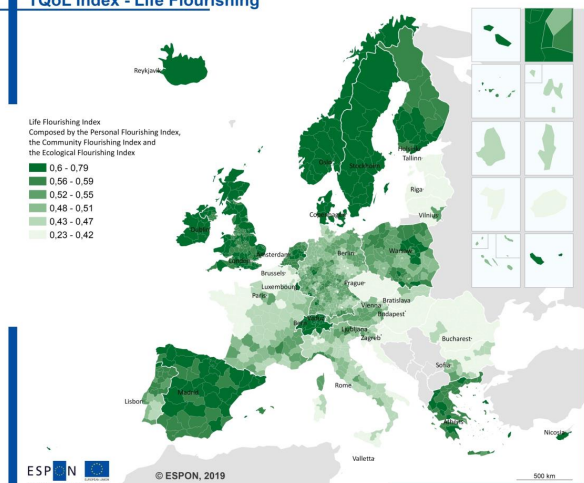 TQoL Index - Life Flourishing
Reykjavik
Life Flourishing Index
Composed by the Personal Flourishing Index,
the Community Flourishing Index and
the Ecological Flourishing Index
0,6 - 0,79
0,56 - 0,59
0,52 - 0,55
0,48 - 0,51
0,43 - 0,47
0,23 - 0,42
Oslo
Stockholm
Helsinki
Tallinn
Riga
Vilnius
Copenhagen
Dublin
London
Amsterdam
Berlin
Warsaw
Brussels
Luxembourg
Prague
Paris
Vienna
Bratislava
Budapest
Ljubljana
Zagreb
Bucharest
Sofia
Rome
Madrid
Lisbon
Athens
Nicosia
Valletta
ESPON
© ESPON, 2019
500 km